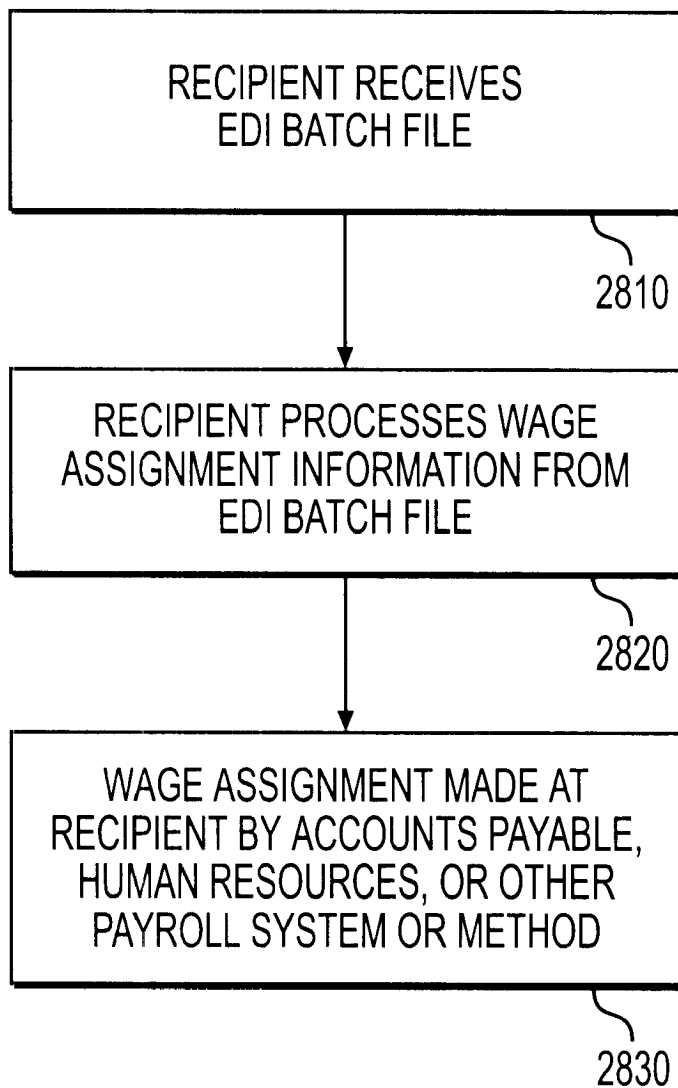 RECIPIENT RECEIVES
EDI BATCH FILE
2810
RECIPIENT PROCESSES WAGE
ASSIGNMENT INFORMATION FROM
EDI BATCH FILE
2820
WAGE ASSIGNMENT MADE AT
RECIPIENT BY ACCOUNTS PAYABLE,
HUMAN RESOURCES, OR OTHER
PAYROLL SYSTEM OR METHOD
2830